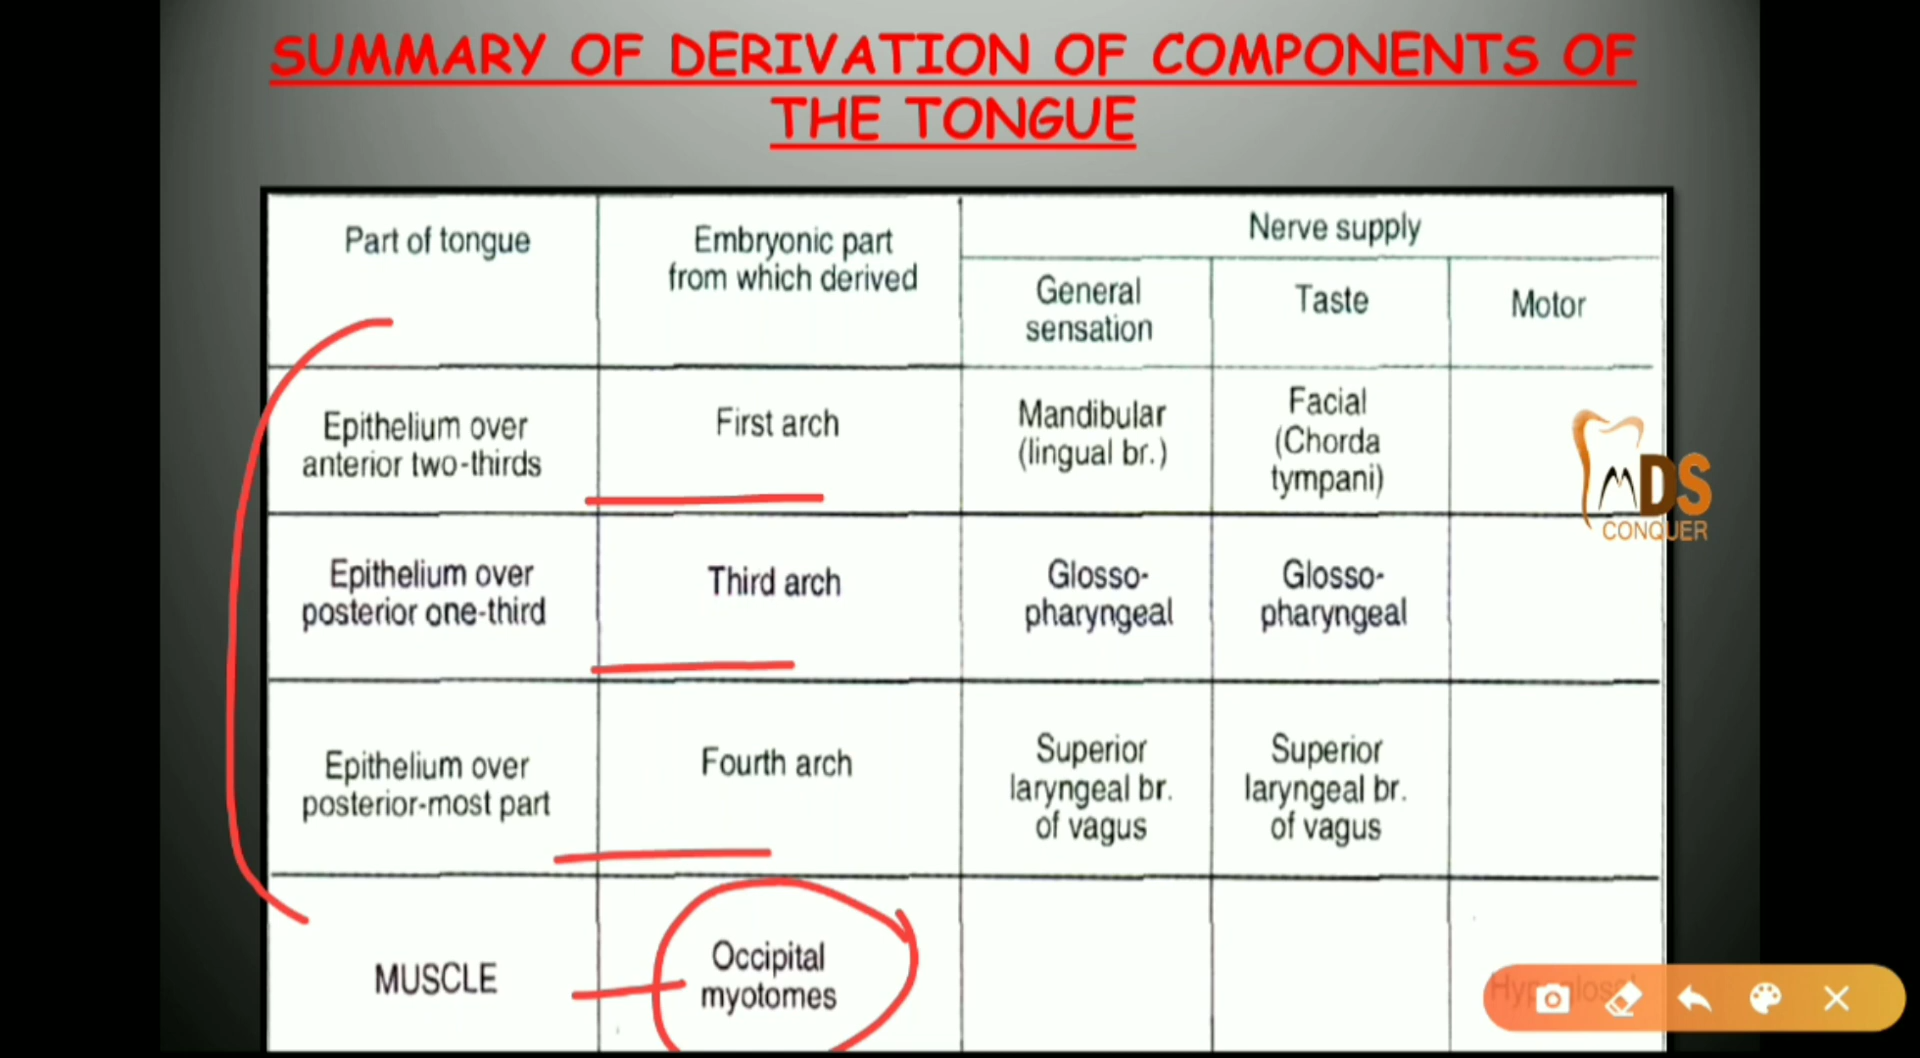 SUMMARY OF DERIVATION OF COMPONENTS OF
THE TONGUE
Part of tongue
Embryonic part
from which derived
Nerve supply
General
sensation
Taste
Motor
Epithelium over
anterior two-thirds
First arch
Mandibular
(lingual br.)
Facial
(Chorda
tympani)
Epithelium over
posterior one-third
Third arch
Glosso-
pharyngeal
Glosso-
pharyngeal
Epithelium over
posterior-most part
Fourth arch
Superior
laryngeal br.
of vagus
Superior
laryngeal br.
of vagus
MUSCLE
Occipital
myotomes
MDS
CONQUER